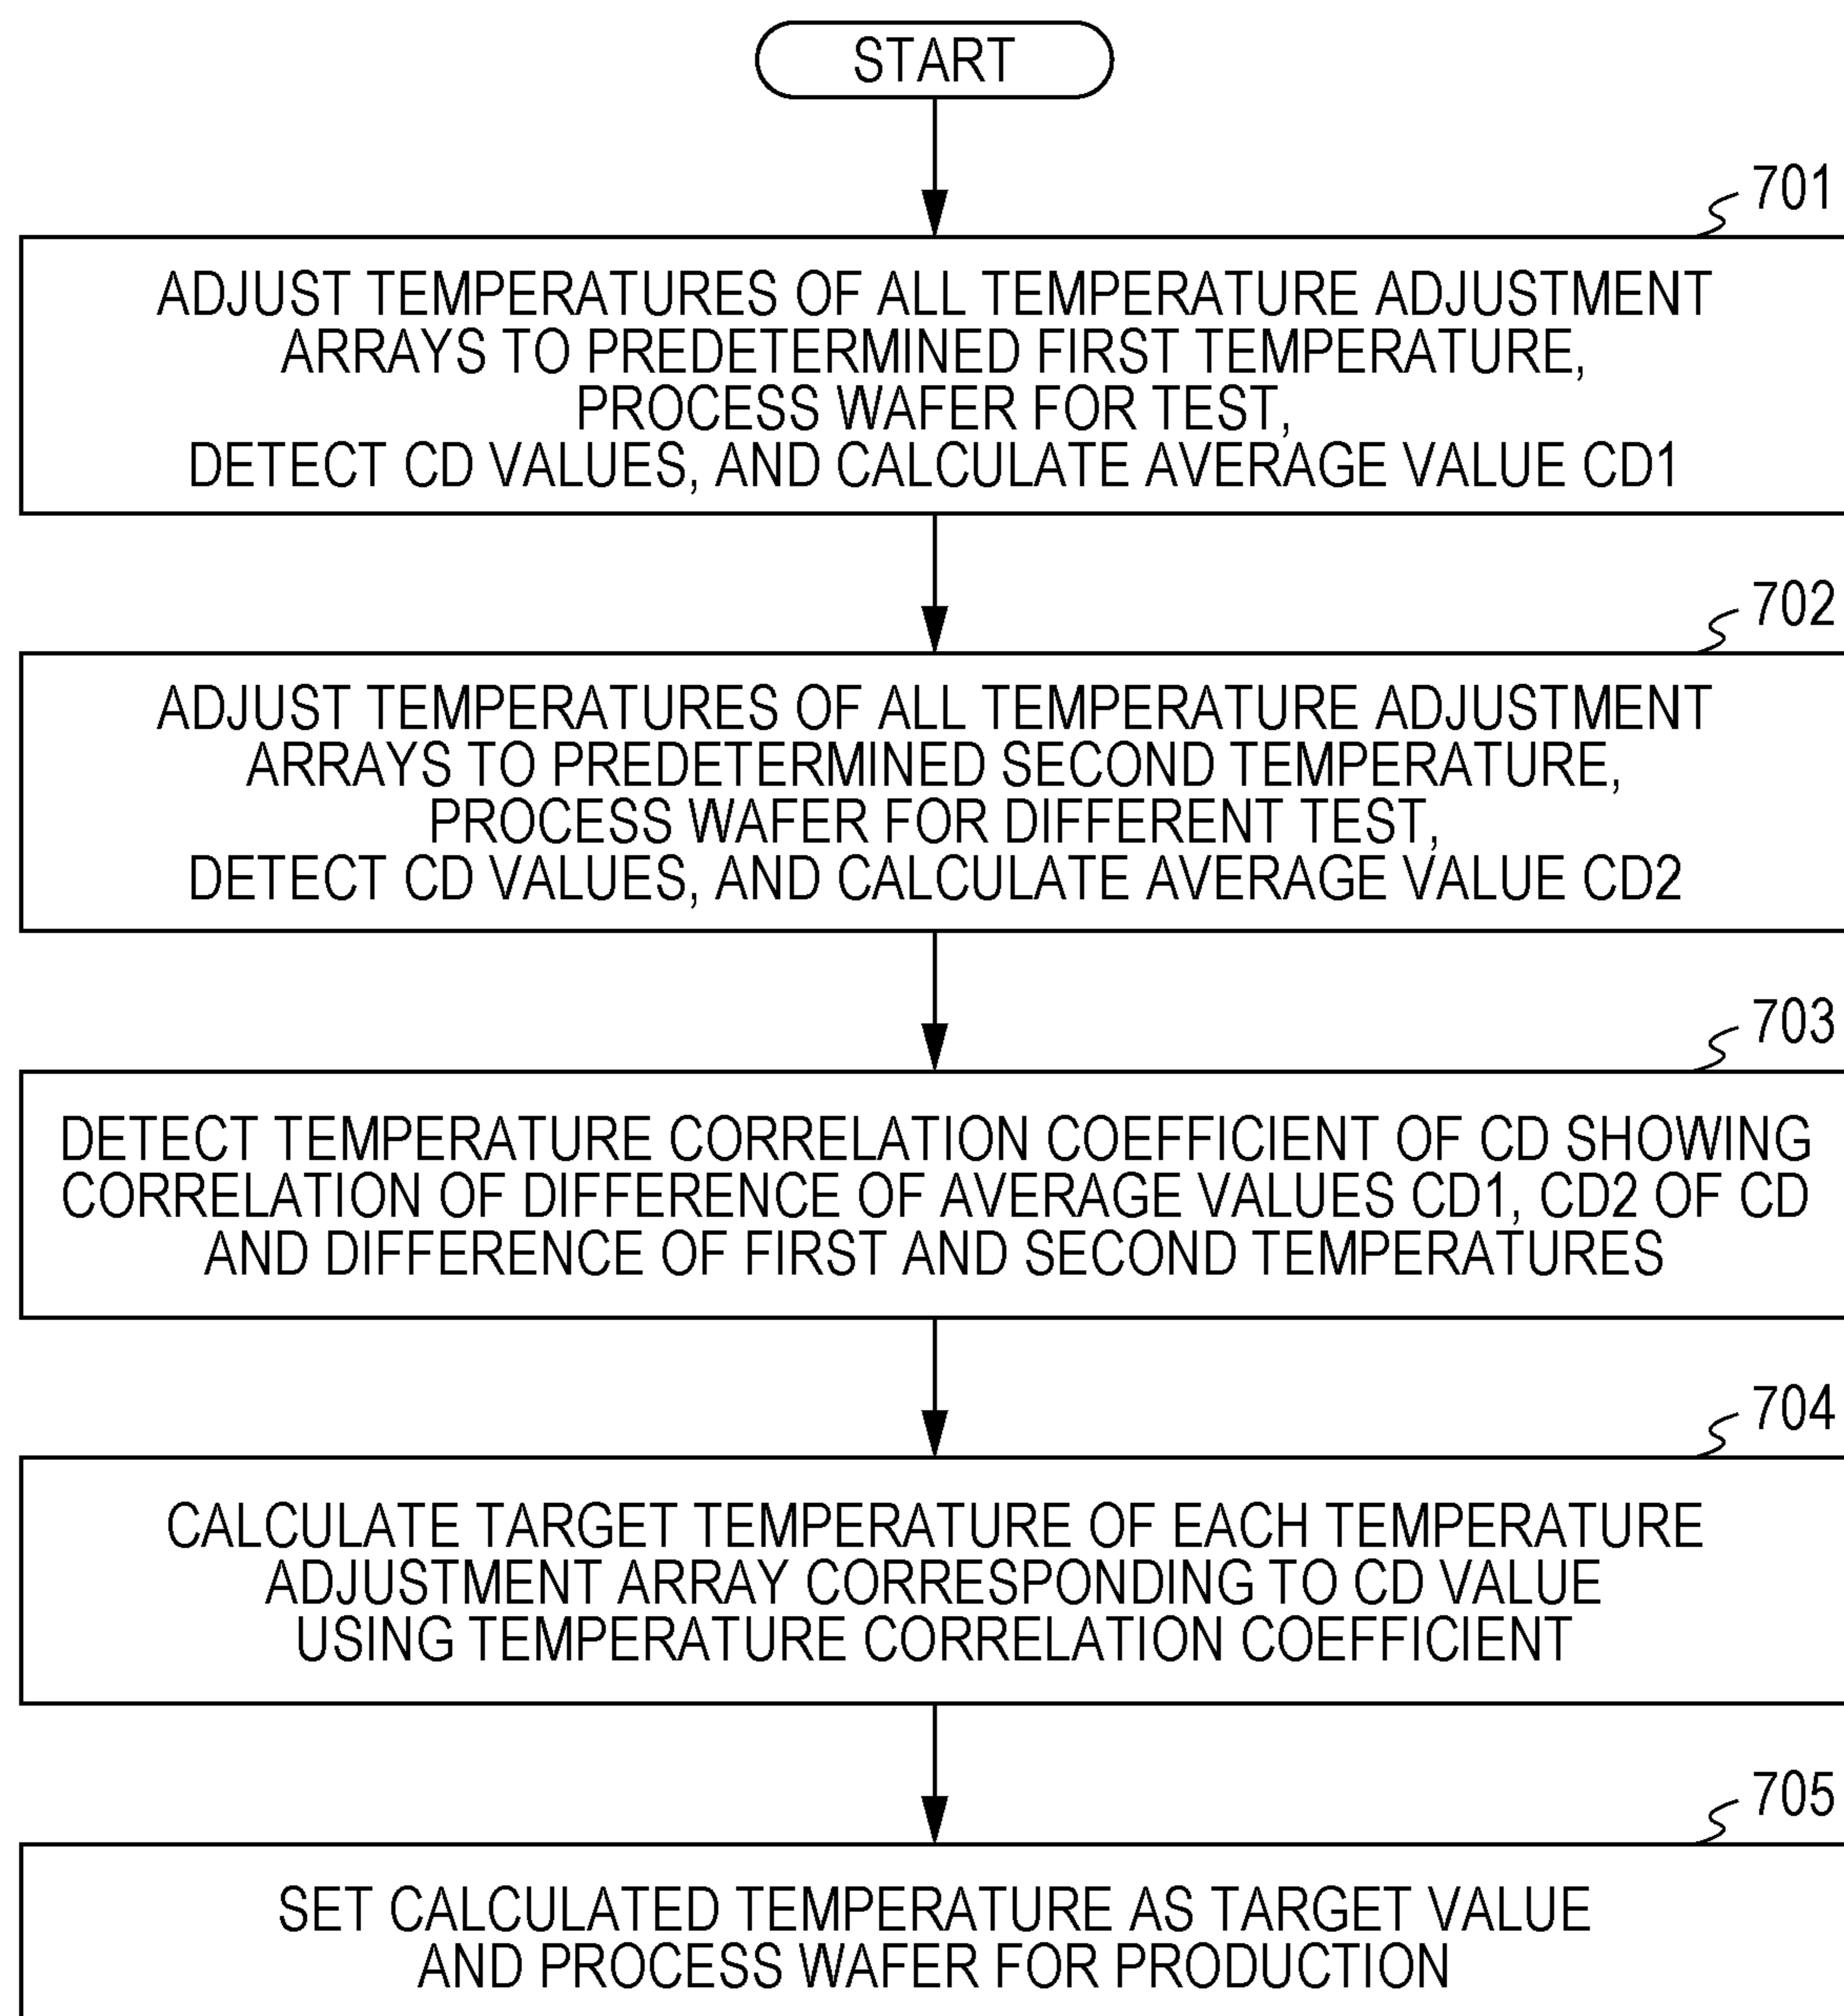 START
701
ADJUST TEMPERATURES OF ALL TEMPERATURE ADJUSTMENT
ARRAYS TO PREDETERMINED FIRST TEMPERATURE,
PROCESS WAFER FOR TEST,
DETECT CD VALUES, AND CALCULATE AVERAGE VALUE CD1
702
ADJUST TEMPERATURES OF ALL TEMPERATURE ADJUSTMENT
ARRAYS TO PREDETERMINED SECOND TEMPERATURE,
PROCESS WAFER FOR DIFFERENT TEST,
DETECT CD VALUES, AND CALCULATE AVERAGE VALUE CD2
703
DETECT TEMPERATURE CORRELATION COEFFICIENT OF CD SHOWING
CORRELATION OF DIFFERENCE OF AVERAGE VALUES CD1, CD2 OF CD
AND DIFFERENCE OF FIRST AND SECOND TEMPERATURES
704
CALCULATE TARGET TEMPERATURE OF EACH TEMPERATURE
ADJUSTMENT ARRAY CORRESPONDING TO CD VALUE
USING TEMPERATURE CORRELATION COEFFICIENT
705
SET CALCULATED TEMPERATURE AS TARGET VALUE
AND PROCESS WAFER FOR PRODUCTION